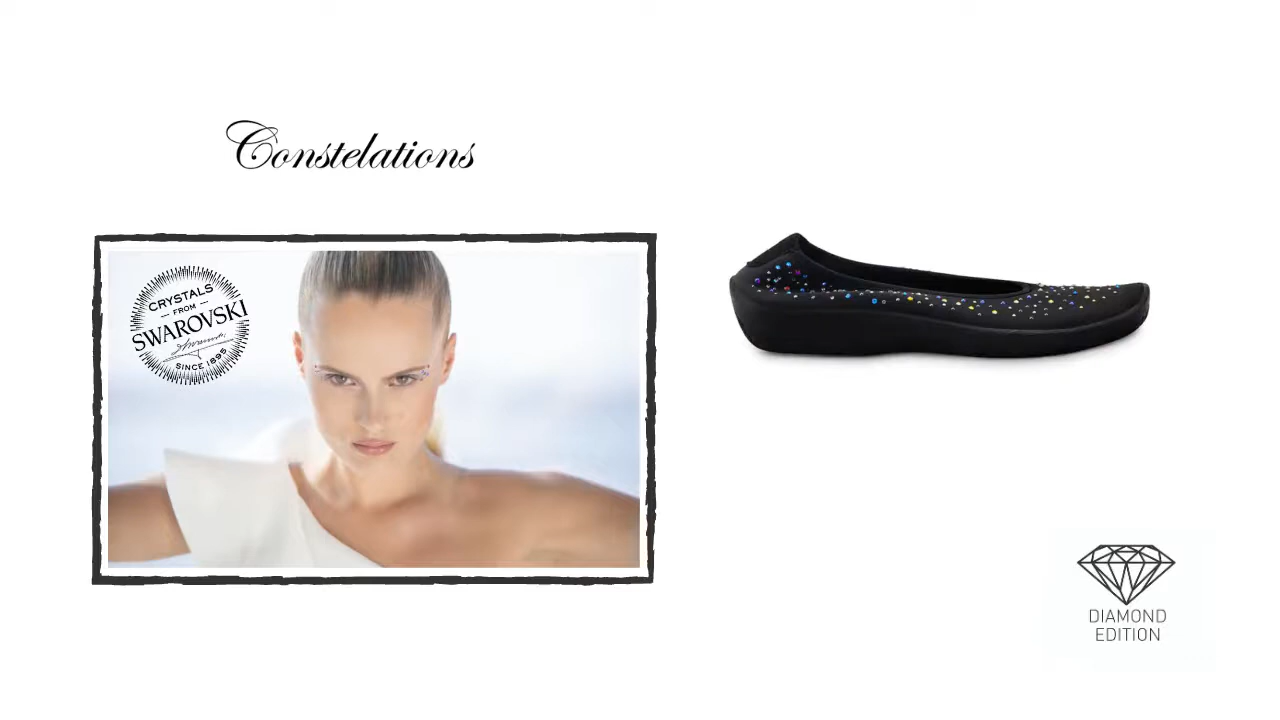 Constelations
CRYSTALS
FROM
SWAROVSKI
SINCE 1895
DIAMOND
EDITION